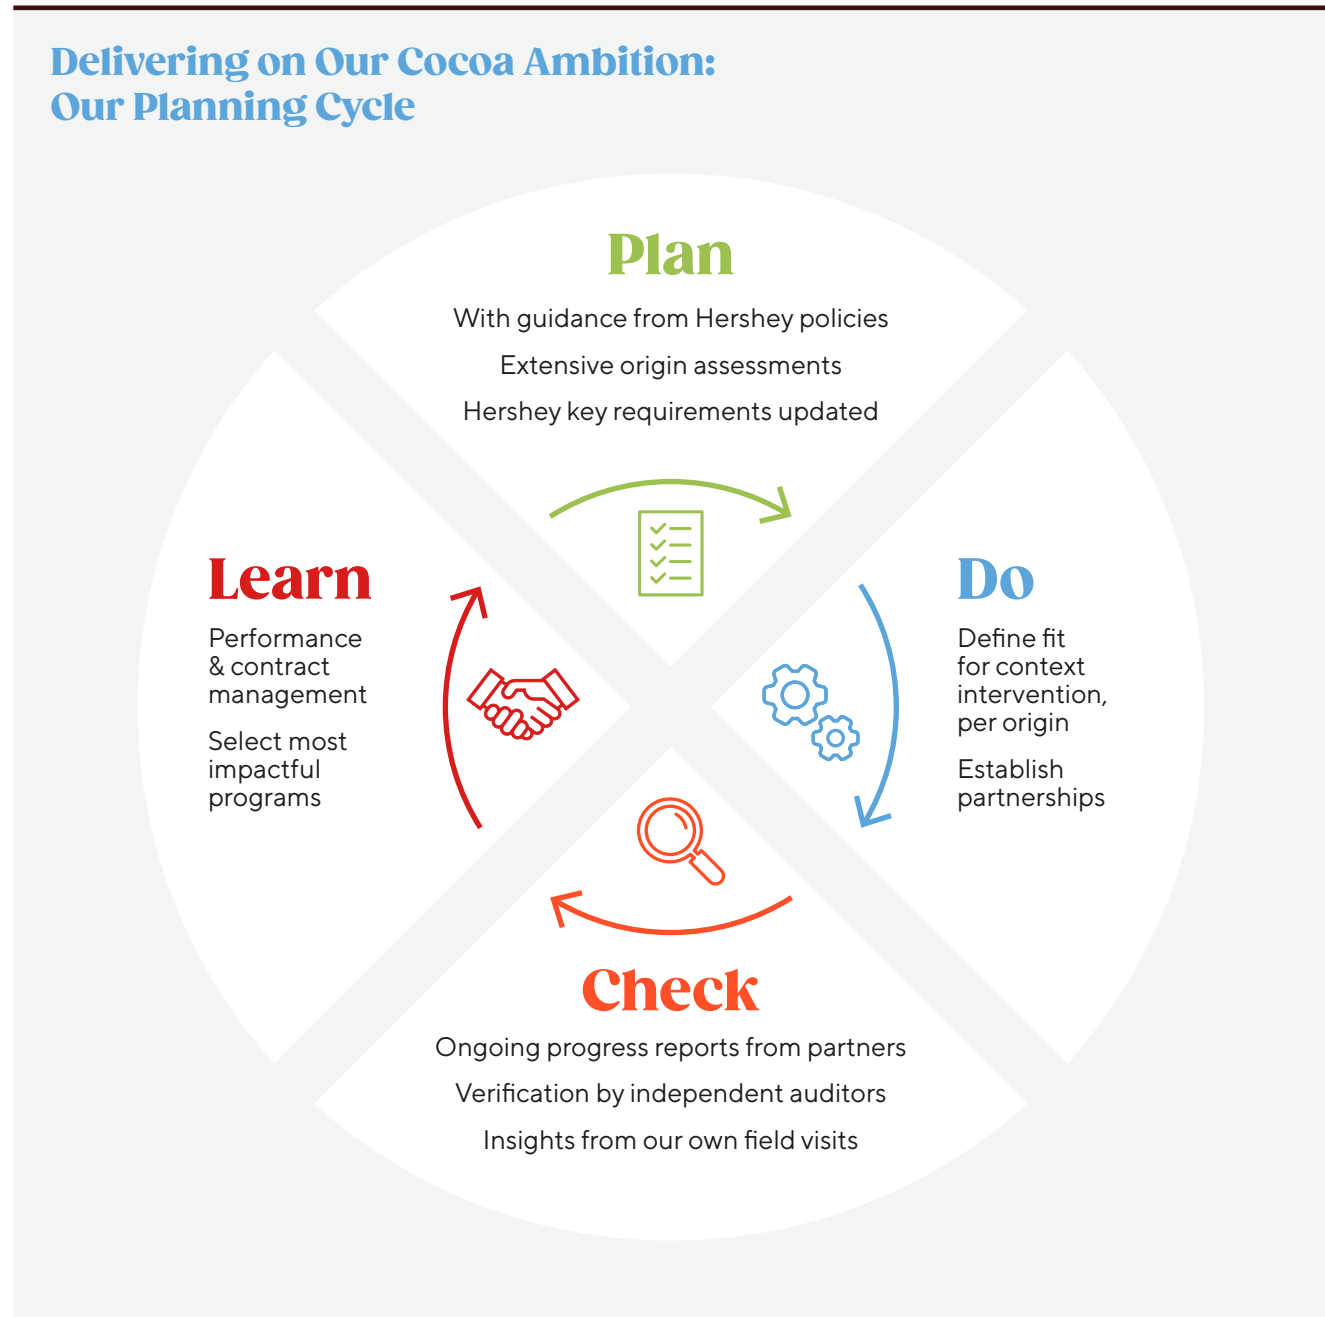 Delivering on Our Cocoa Ambition:
Our Planning Cycle
Plan
With guidance from Hershey policies
Extensive origin assessments
Hershey key requirements updated
Do
Define fit
for context
intervention,
per origin
Establish
partnerships
Check
Ongoing progress reports from partners
Verification by independent auditors
Insights from our own field visits
Learn
Performance
& contract
management
Select most
impactful
programs